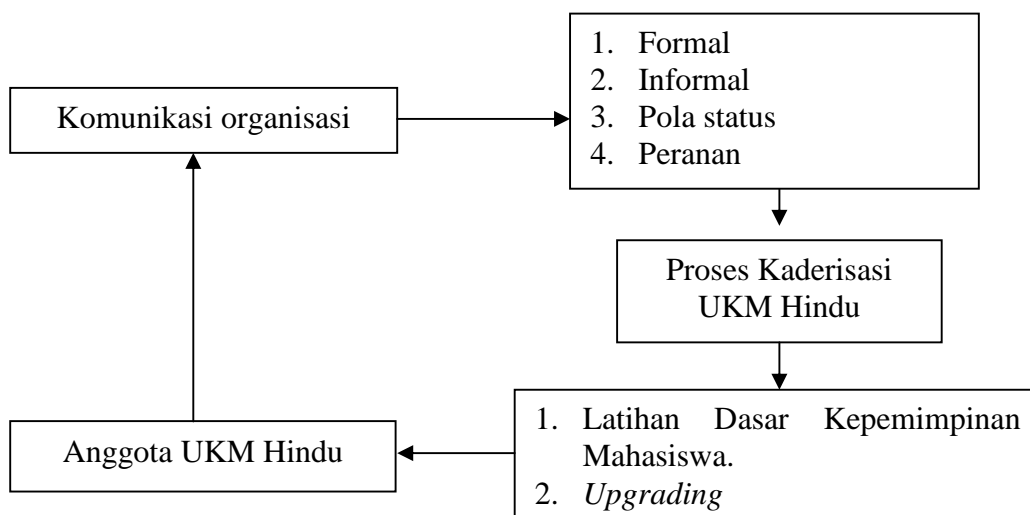 Komunikasi organisasi
1. Formal
2. Informal
3. Pola status
4. Peranan
Proses Kaderisasi
UKM Hindu
1. Latihan Dasar Kepemimpinan
Mahasiswa.
2. Upgrading
Anggota UKM Hindu